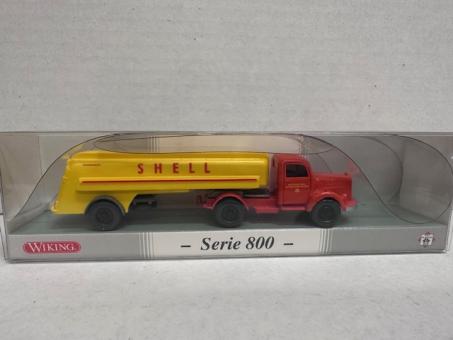 SHELL
WIKING
– Serie 800 –